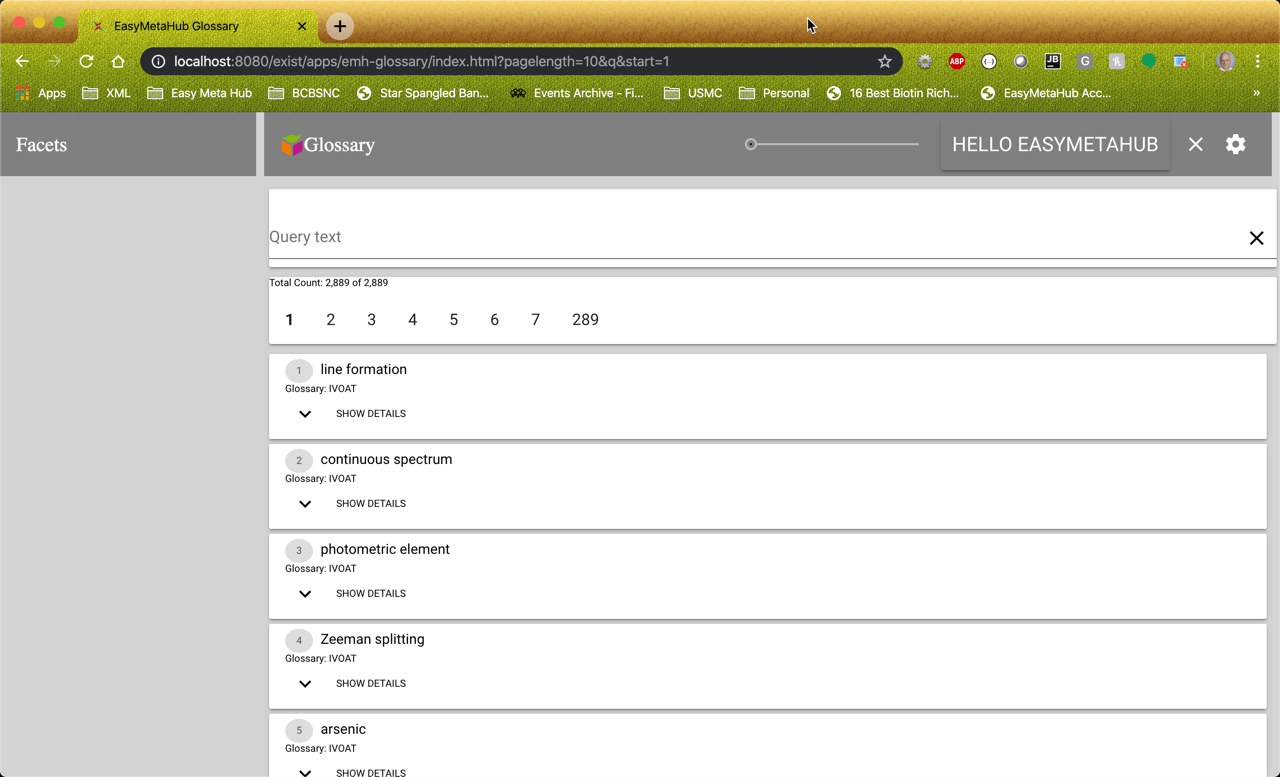 EasyMetaHub Glossary
localhost:8080/exist/apps/emh-glossary/index.html?pagelength=10&q&start=1
ABP
JB
G
Apps XML Easy Meta Hub BCBSNC Star Spangled Ban... Events Archive - Fi... USMC Personal 16 Best Biotin Rich... EasyMetaHub Acc... »
Facets
Glossary
HELLO EASYMETAHUB
Query text
Total Count: 2,889 of 2,889
1 2 3 4 5 6 7 289
1 line formation
Glossary: IVOAT
SHOW DETAILS
2 continuous spectrum
Glossary: IVOAT
SHOW DETAILS
3 photometric element
Glossary: IVOAT
SHOW DETAILS
4 Zeeman splitting
Glossary: IVOAT
SHOW DETAILS
5 arsenic
Glossary: IVOAT
SHOW DETAILS